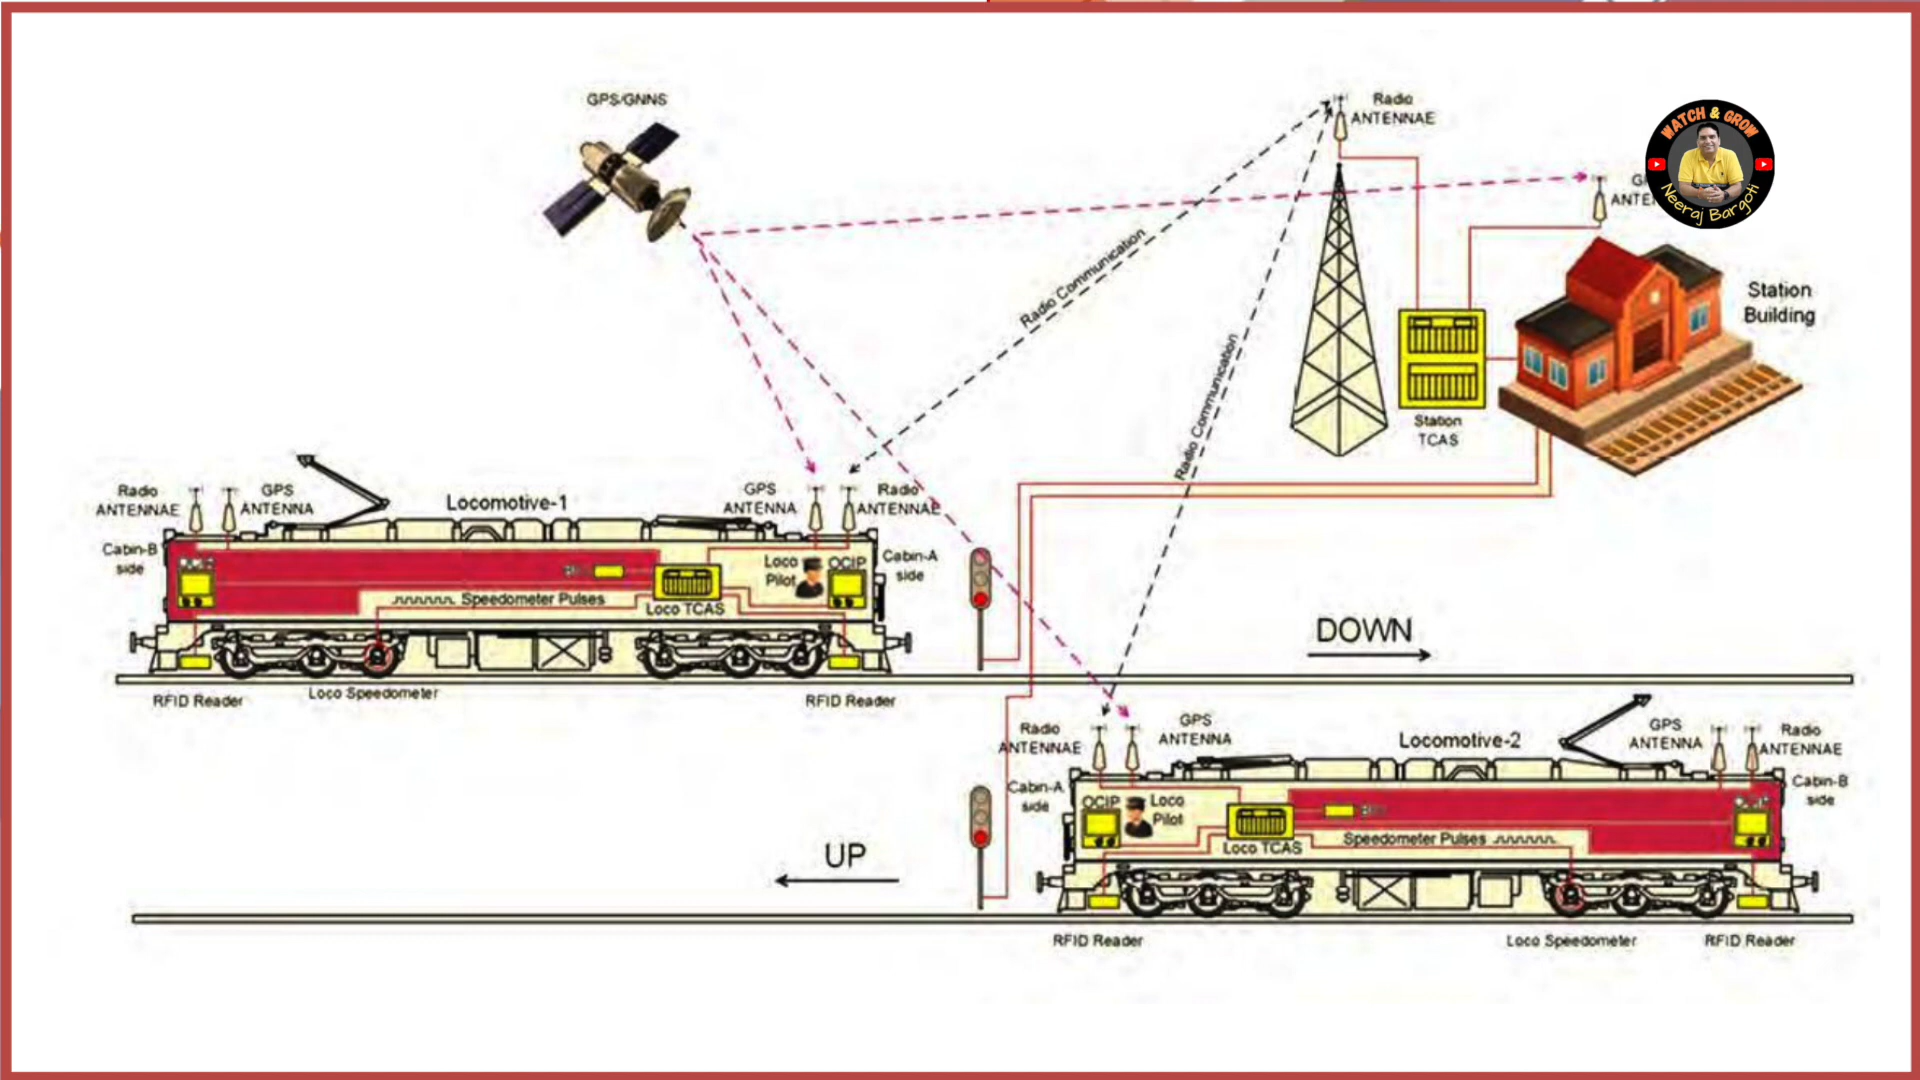 GPS/GNNS
Radio
ANTENNAE
WATCH & GROW
Neeraj Bargoti
Radio Communication
Radio Communication
Station
Building
Station
TCAS
Radio
ANTENNAE
GPS
ANTENNA
Locomotive-1
GPS
ANTENNA
Radio
ANTENNAE
Cabin-B
side
OCIP
Loco
Pilot
OCIP
Cabin-A
side
Speedometer Pulses
Loco TCAS
RFID Reader
Loco Speedometer
RFID Reader
DOWN
Radio
ANTENNAE
GPS
ANTENNA
Locomotive-2
GPS
ANTENNA
Radio
ANTENNAE
Cabin-A
side
OCIP
Loco
Pilot
OCIP
Cabin-B
side
Speedometer Pulses
Loco TCAS
UP
RFID Reader
Loco Speedometer
RFID Reader